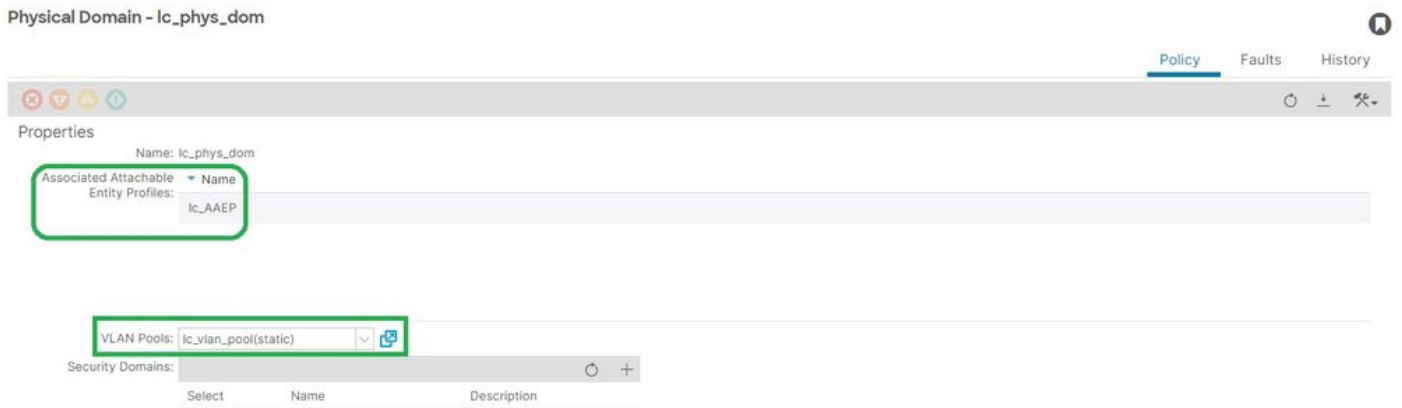 Physical Domain - lc_phys_dom
Policy Faults History
Properties
Name: lc_phys_dom
Associated Attachable Entity Profiles:
Name
lc_AAEP
VLAN Pools: lc_vlan_pool(static)
Security Domains:
Select Name Description